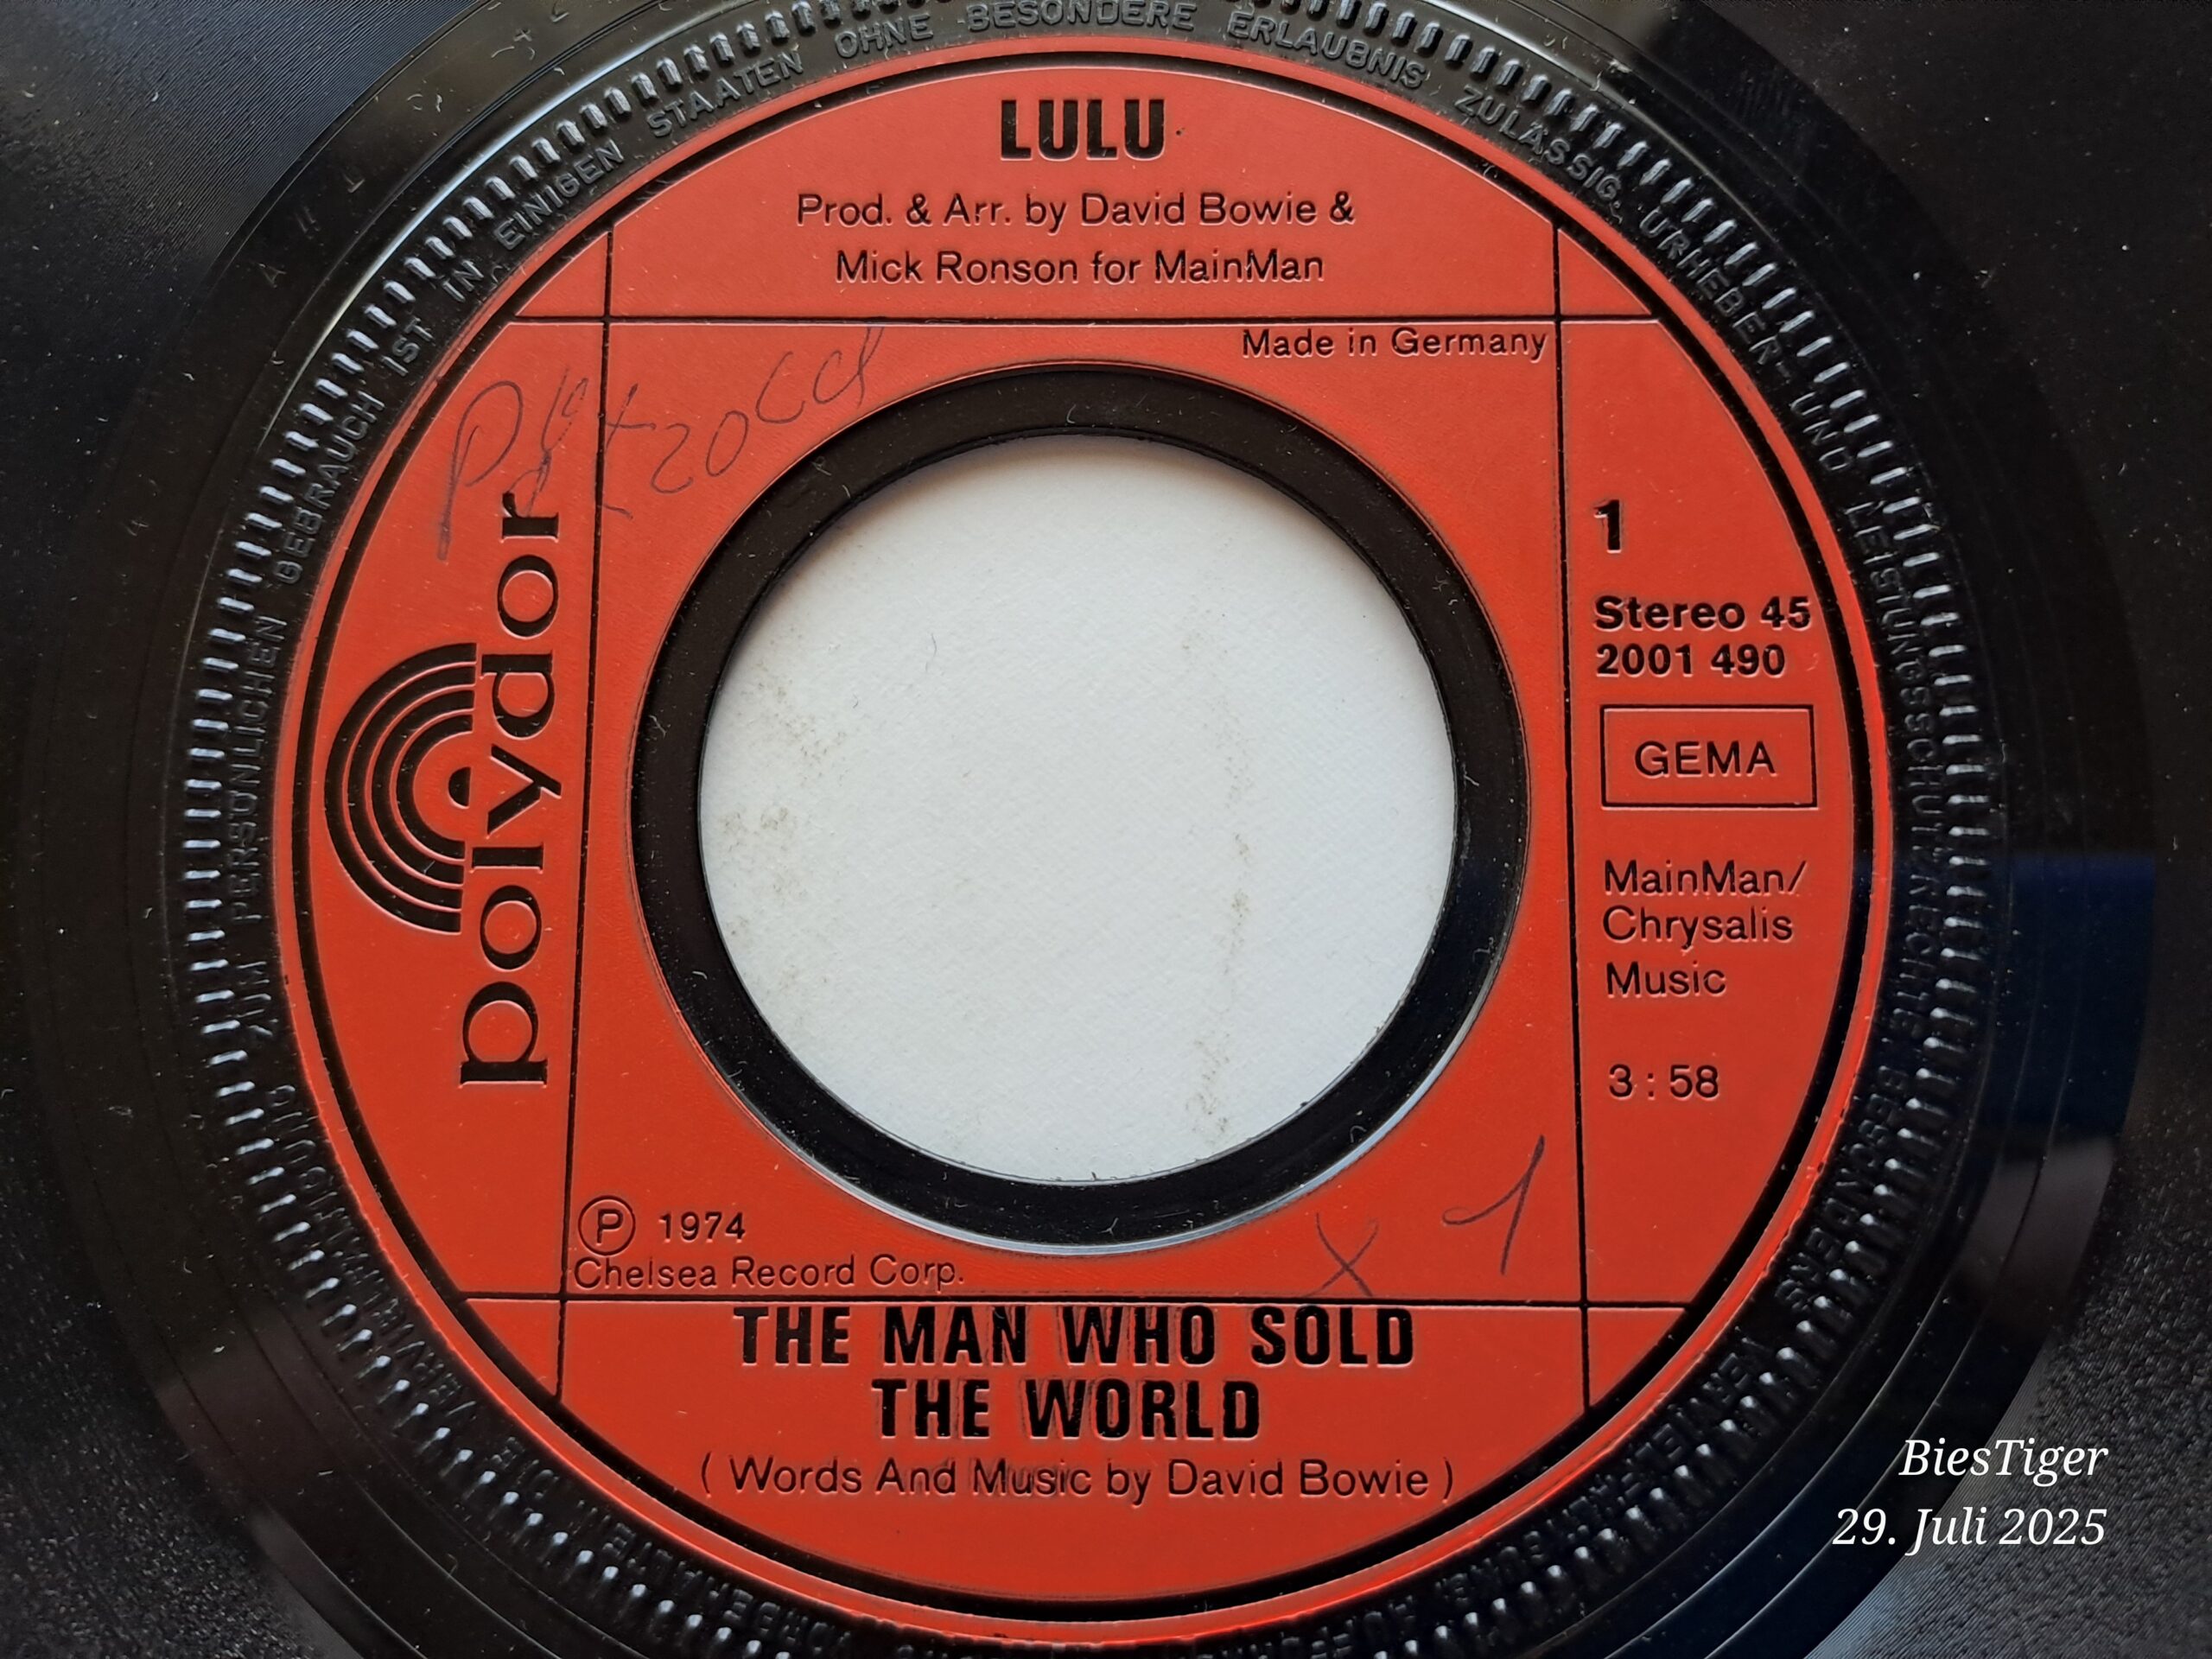 IN EINIGEN STAATEN OHNE BESONDERE ERLAUBNIS ZULÄSSIG. URHEBER- UND LEISTUNGSSCHUTZRECHTE
GEBRAUCH IST
ZUM PERSÖNLICHEN
LULU
Prod. & Arr. by David Bowie &
Mick Ronson for MainMan
Made in Germany
polydor
1
Stereo 45
2001 490
GEMA
MainMan/
Chrysalis
Music
3:58
X 1
Ⓟ 1974
Chelsea Record Corp.
THE MAN WHO SOLD
THE WORLD
( Words And Music by David Bowie )
BiesTiger
29. Juli 2025